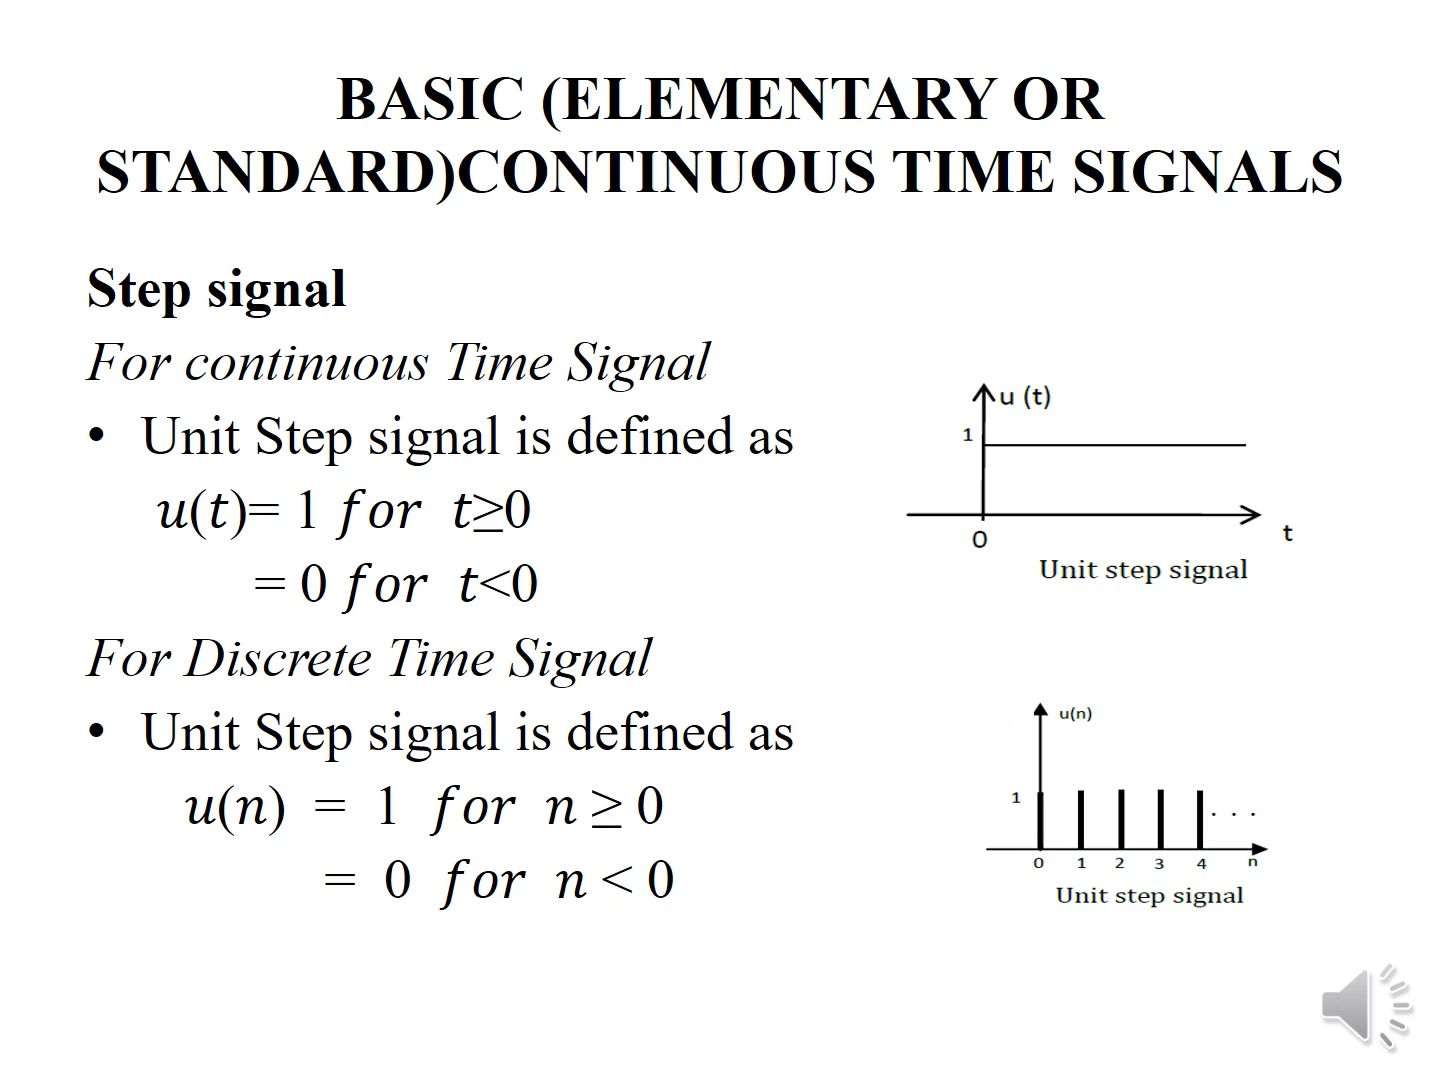 BASIC (ELEMENTARY OR
STANDARD)CONTINUOUS TIME SIGNALS
Step signal
For continuous Time Signal
• Unit Step signal is defined as
𝑢(𝑡)= 1 𝑓𝑜𝑟 𝑡≥0
= 0 𝑓𝑜𝑟 𝑡<0
For Discrete Time Signal
• Unit Step signal is defined as
𝑢(𝑛) = 1 𝑓𝑜𝑟 𝑛 ≥ 0
= 0 𝑓𝑜𝑟 𝑛 < 0
u (t)
1
0
t
Unit step signal
u(n)
1
. . .
0 1 2 3 4 n
Unit step signal